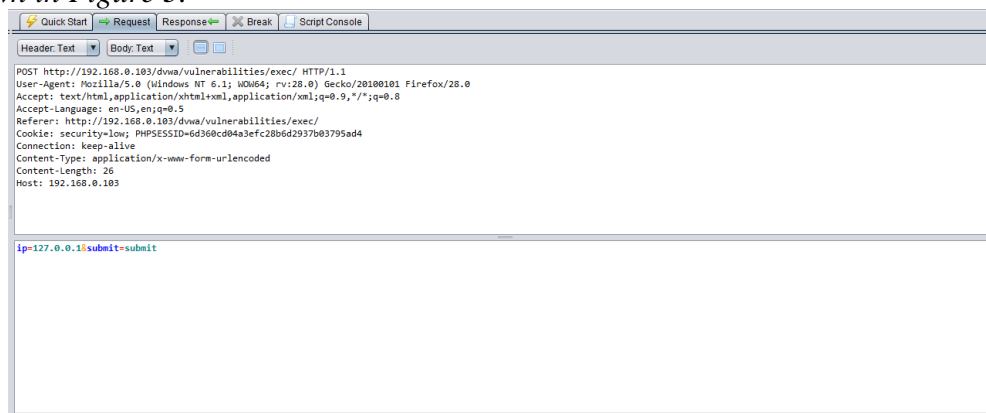 n in Figure 3.
Quick Start Request Response Break Script Console
Header: Text Body: Text
POST http://192.168.0.103/dvwa/vulnerabilities/exec/ HTTP/1.1
User-Agent: Mozilla/5.0 (Windows NT 6.1; WOW64; rv:28.0) Gecko/20100101 Firefox/28.0
Accept: text/html,application/xhtml+xml,application/xml;q=0.9,*/*;q=0.8
Accept-Language: en-US,en;q=0.5
Referer: http://192.168.0.103/dvwa/vulnerabilities/exec/
Cookie: security=low; PHPSESSID=6d360cd04a3efc28b6d2937b03795ad4
Connection: keep-alive
Content-Type: application/x-www-form-urlencoded
Content-Length: 26
Host: 192.168.0.103
ip=127.0.0.1&submit=submit